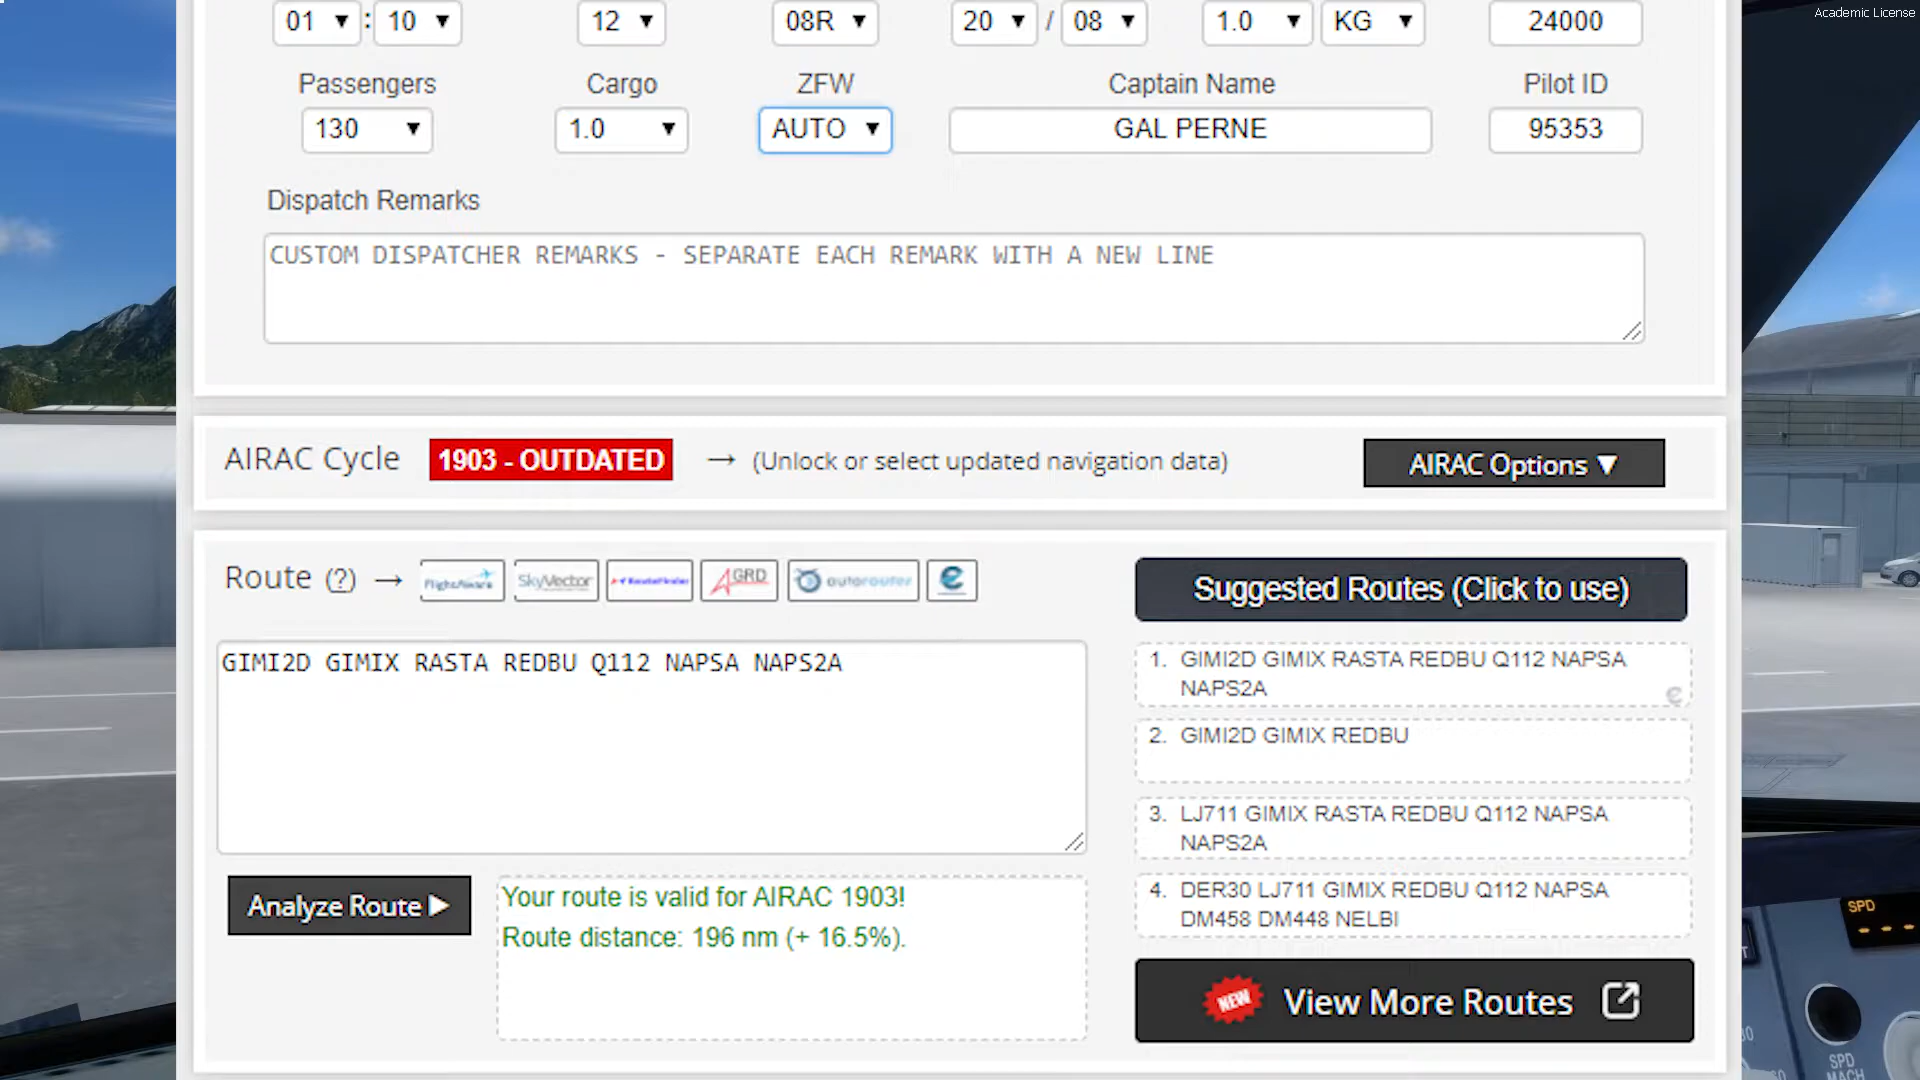 Academic License
01 : 10 12 08R 20 / 08 1.0 KG 24000
Passengers Cargo ZFW Captain Name Pilot ID
130 1.0 AUTO GAL PERNE 95353
Dispatch Remarks
CUSTOM DISPATCHER REMARKS - SEPARATE EACH REMARK WITH A NEW LINE
AIRAC Cycle 1903 - OUTDATED → (Unlock or select updated navigation data) AIRAC Options ▼
Route (?) → FlightAware SkyVector RouteFinder GRD autorouter
Suggested Routes (Click to use)
GIMI2D GIMIX RASTA REDBU Q112 NAPSA NAPS2A
1. GIMI2D GIMIX RASTA REDBU Q112 NAPSA
NAPS2A
2. GIMI2D GIMIX REDBU
3. LJ711 GIMIX RASTA REDBU Q112 NAPSA
NAPS2A
4. DER30 LJ711 GIMIX REDBU Q112 NAPSA
DM458 DM448 NELBI
Analyze Route ▶
Your route is valid for AIRAC 1903!
Route distance: 196 nm (+ 16.5%).
NEW View More Routes
SPD
SPD
MACH